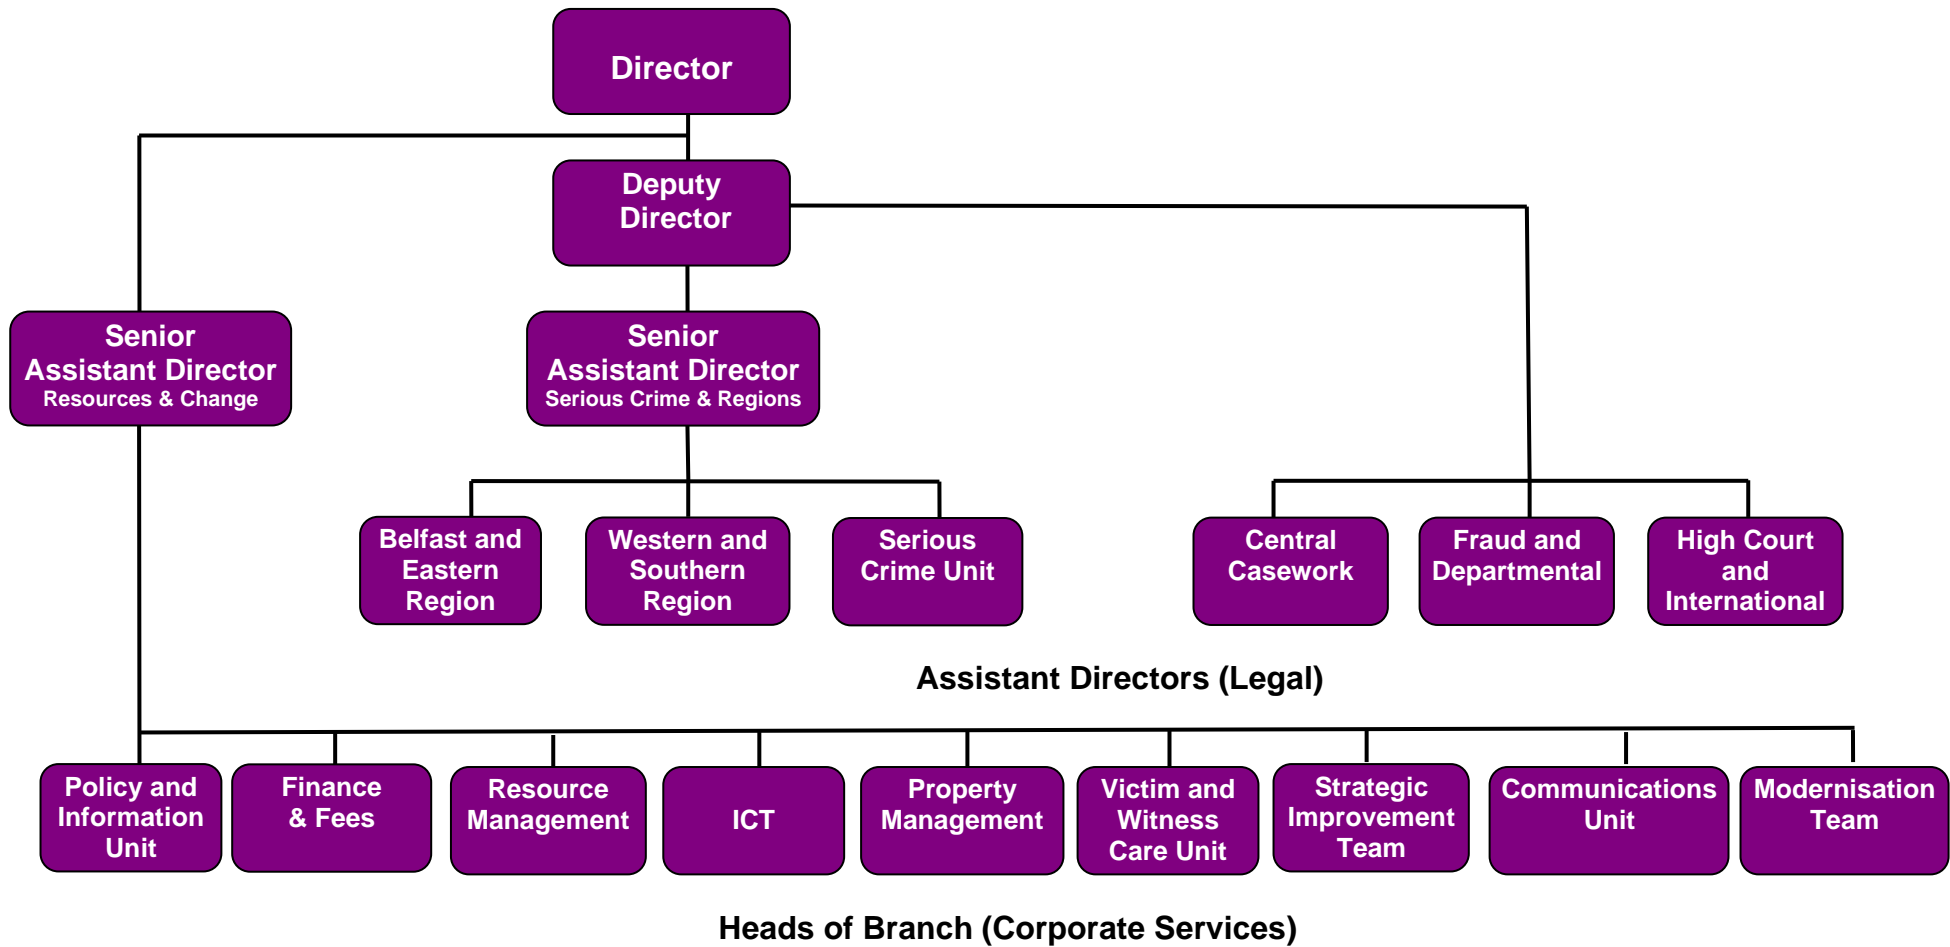 Director
Deputy
Director
Senior
Assistant Director
Resources & Change
Senior
Assistant Director
Serious Crime & Regions
Belfast and
Eastern
Region
Western and
Southern
Region
Serious
Crime Unit
Central
Casework
Fraud and
Departmental
High Court
and
International
Assistant Directors (Legal)
Policy and
Information
Unit
Finance
& Fees
Resource
Management
ICT
Property
Management
Victim and
Witness
Care Unit
Strategic
Improvement
Team
Communications
Unit
Modernisation
Team
Heads of Branch (Corporate Services)